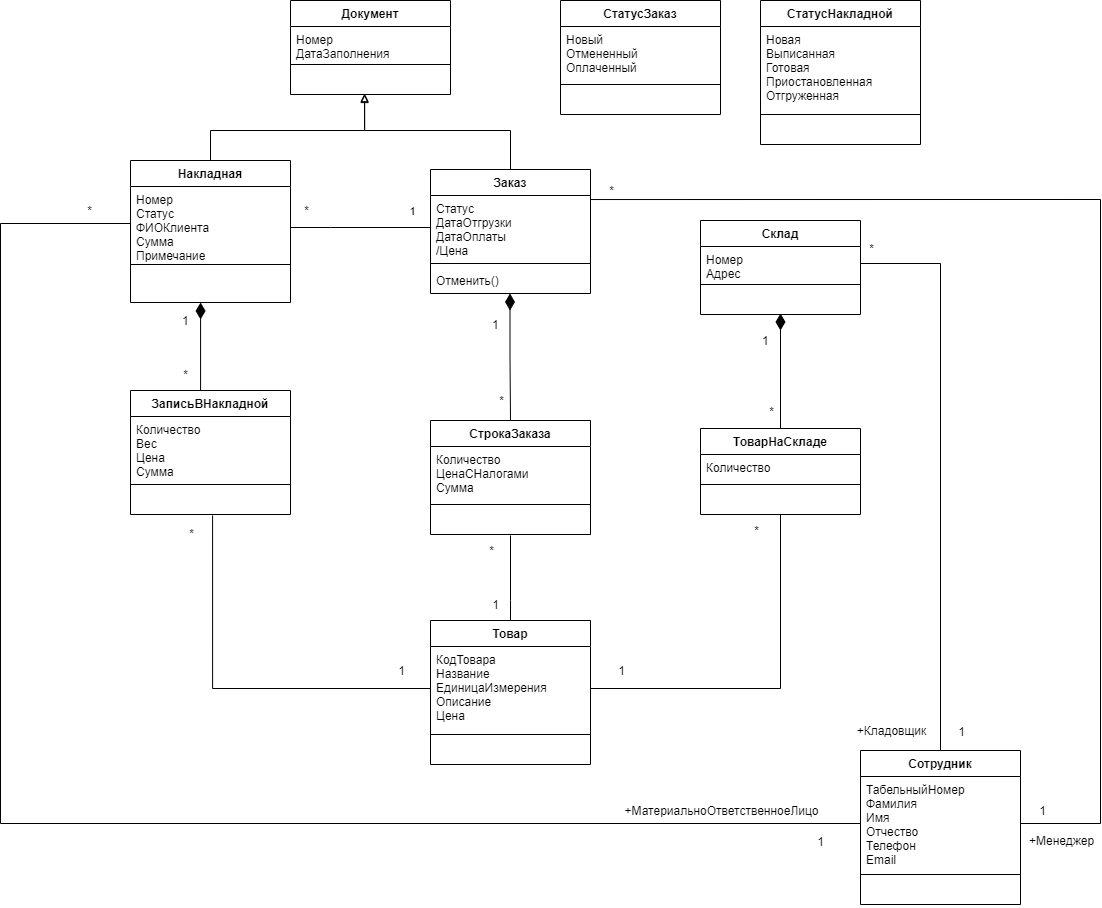 Документ
Номер
ДатаЗаполнения
СтатусЗаказ
Новый
Отмененный
Оплаченный
СтатусНакладной
Новая
Выписанная
Готовая
Приостановленная
Отгруженная
Накладная
Номер
Статус
ФИОКлиента
Сумма
Примечание
*
*
1
Заказ
Статус
ДатаОтгрузки
ДатаОплаты
/Цена
Отменить()
*
Склад
Номер
Адрес
*
1
*
1
*
1
*
ЗаписьВНакладной
Количество
Вес
Цена
Сумма
СтрокаЗаказа
Количество
ЦенаСНалогами
Сумма
ТоварНаСкладе
Количество
*
*
*
1
1
1
Товар
КодТовара
Название
ЕдиницаИзмерения
Описание
Цена
+Кладовщик
1
Сотрудник
ТабельныйНомер
Фамилия
Имя
Отчество
Телефон
Email
+МатериальноОтветственноеЛицо
1
1
+Менеджер